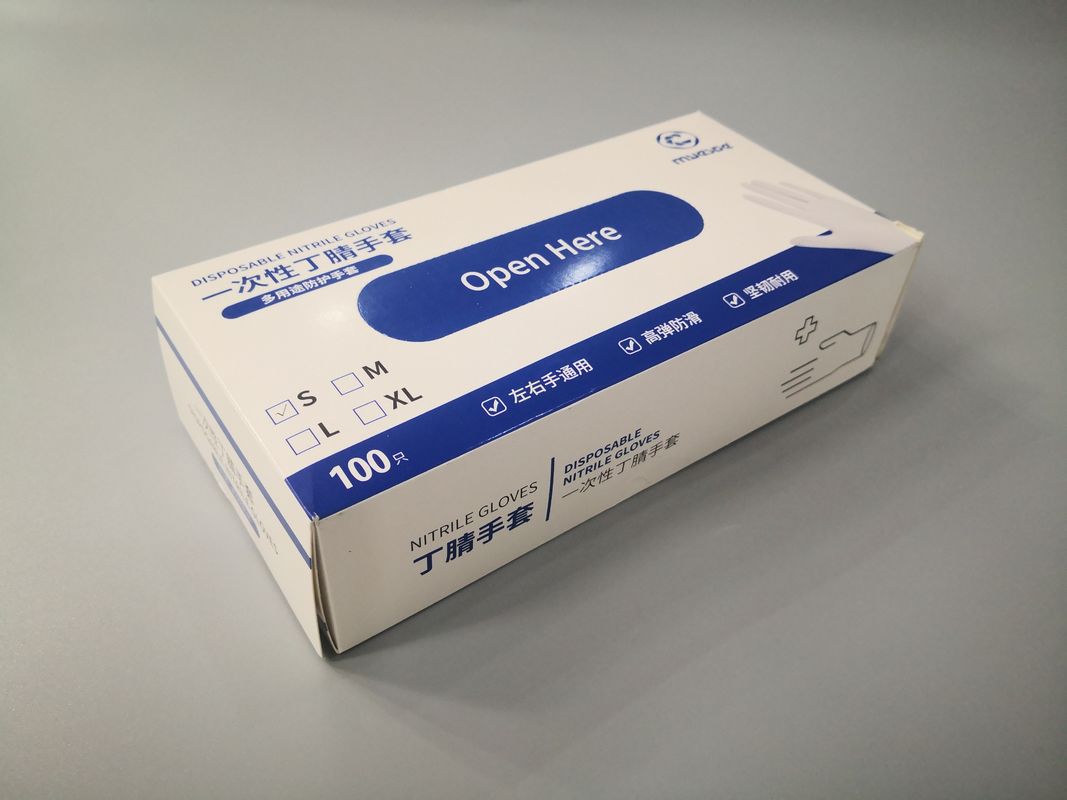 DISPOSABLE NITRILE GLOVES
一次性丁腈手套
多用途防护手套
Open Here
S
M
L
XL
100只
左右手通用
高弹防滑
坚韧耐用
NITRILE GLOVES
丁腈手套
DISPOSABLE
NITRILE GLOVES
一次性丁腈手套